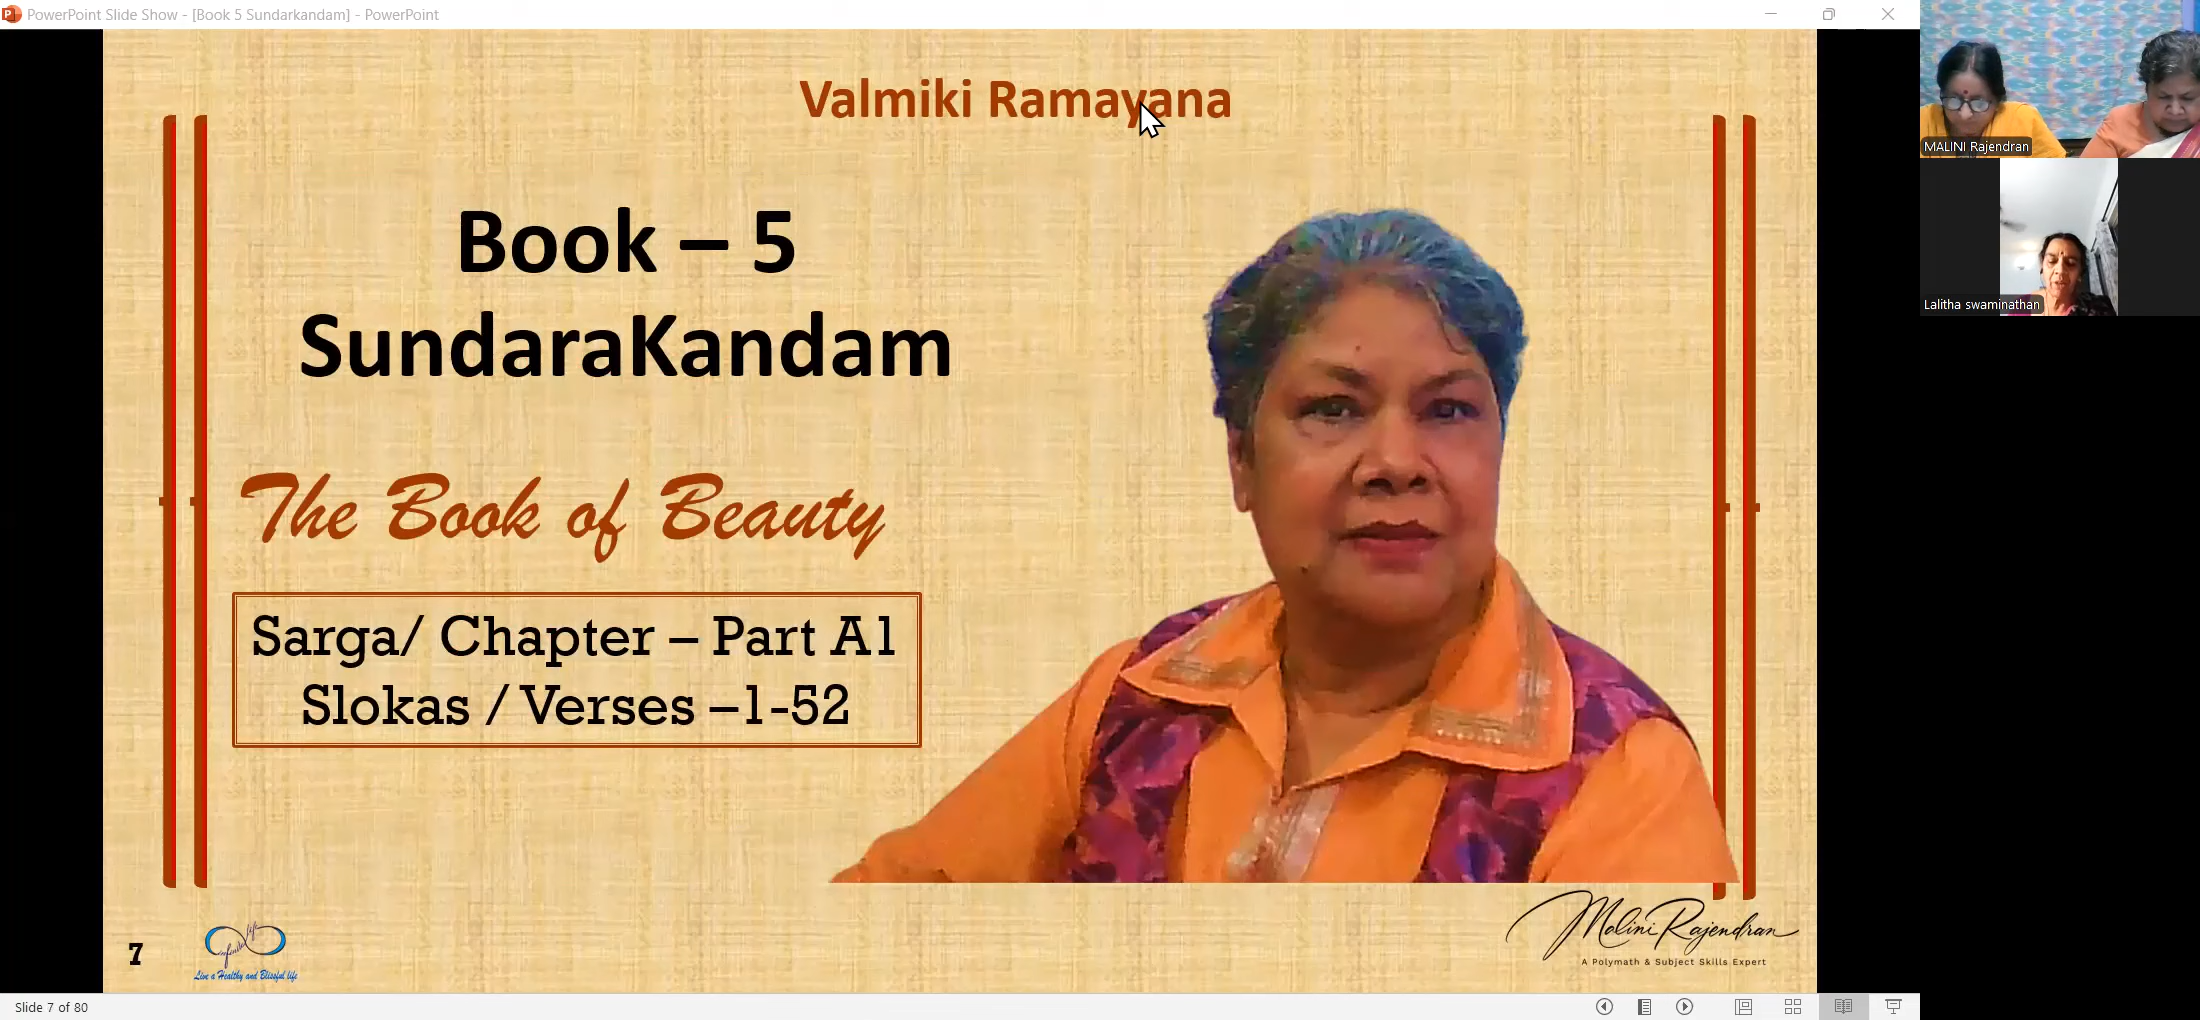 PowerPoint Slide Show - [Book 5 Sundarkandam] - PowerPoint
Valmiki Ramayana
Book – 5
SundaraKandam
The Book of Beauty
Sarga/ Chapter – Part A1
Slokas / Verses –1-52
MALINI Rajendran
Lalitha swaminathan
7
infinite life
Live a Healthy and Blissful life
Malini Rajendran
A Polymath & Subject Skills Expert
Slide 7 of 80